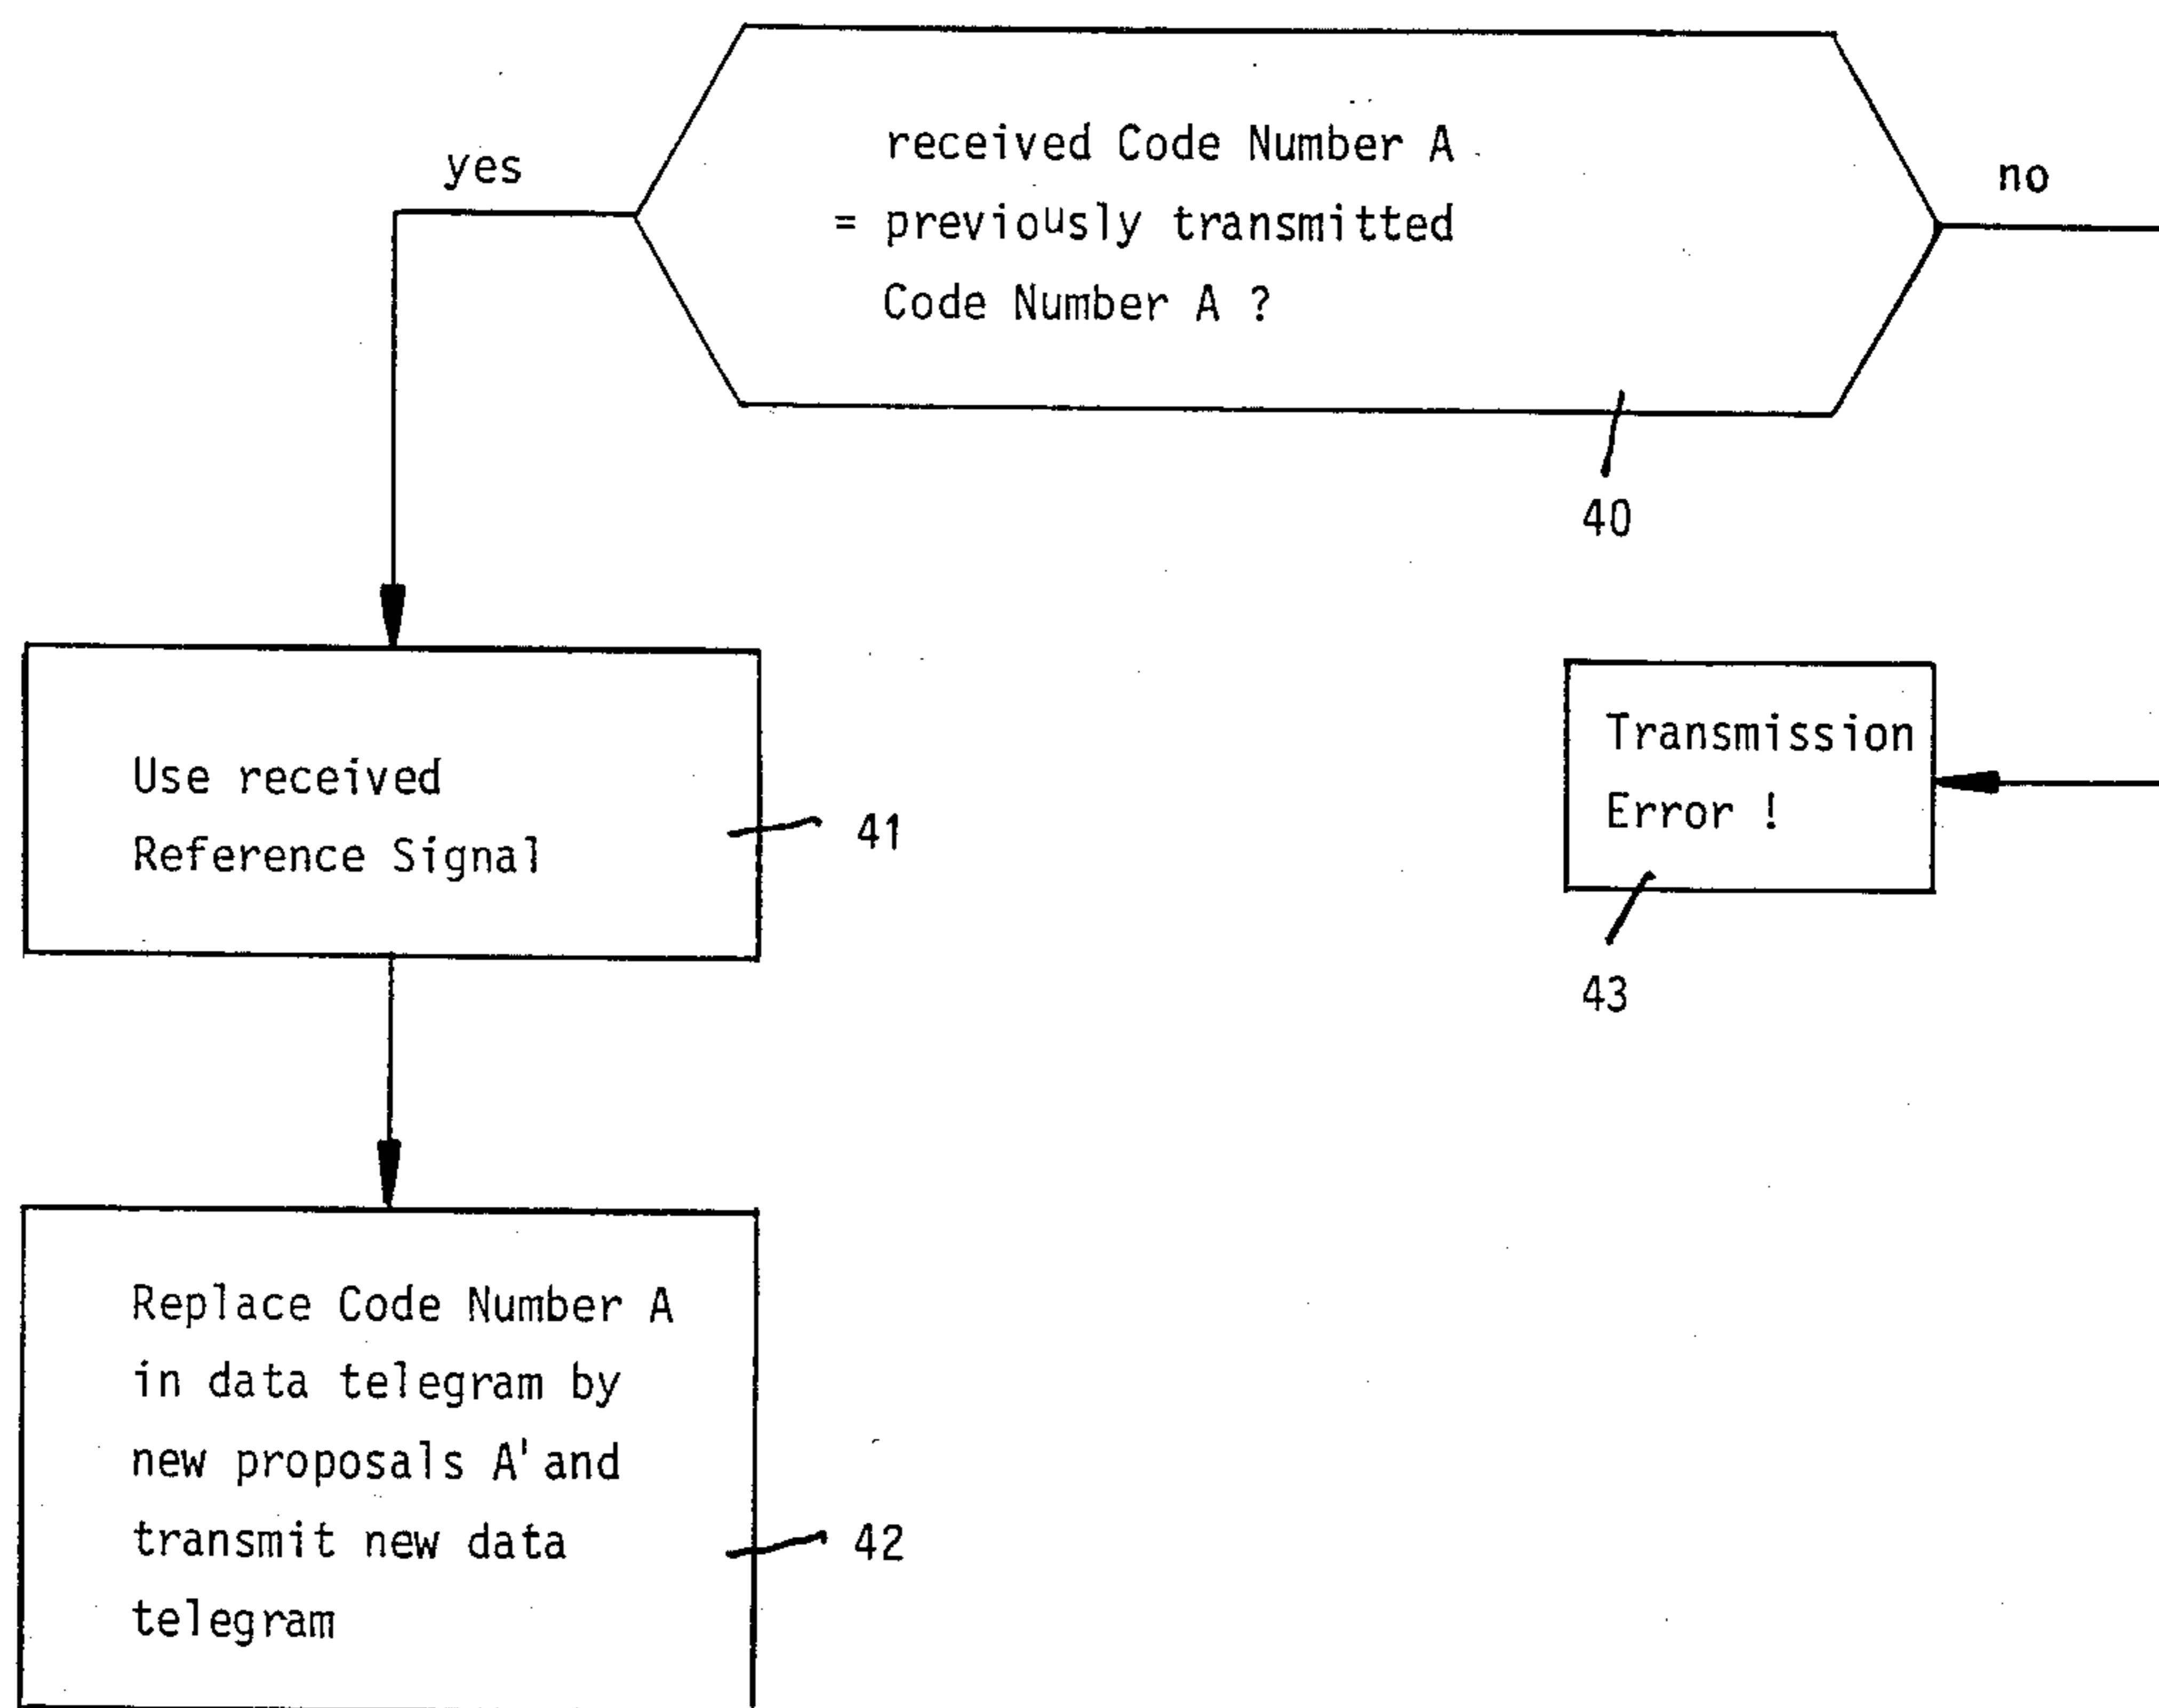 received Code Number A
= previously transmitted
Code Number A ?
yes
no
40
Use received
Reference Signal
41
Transmission
Error !
43
Replace Code Number A
in data telegram by
new proposals A' and
transmit new data
telegram
42